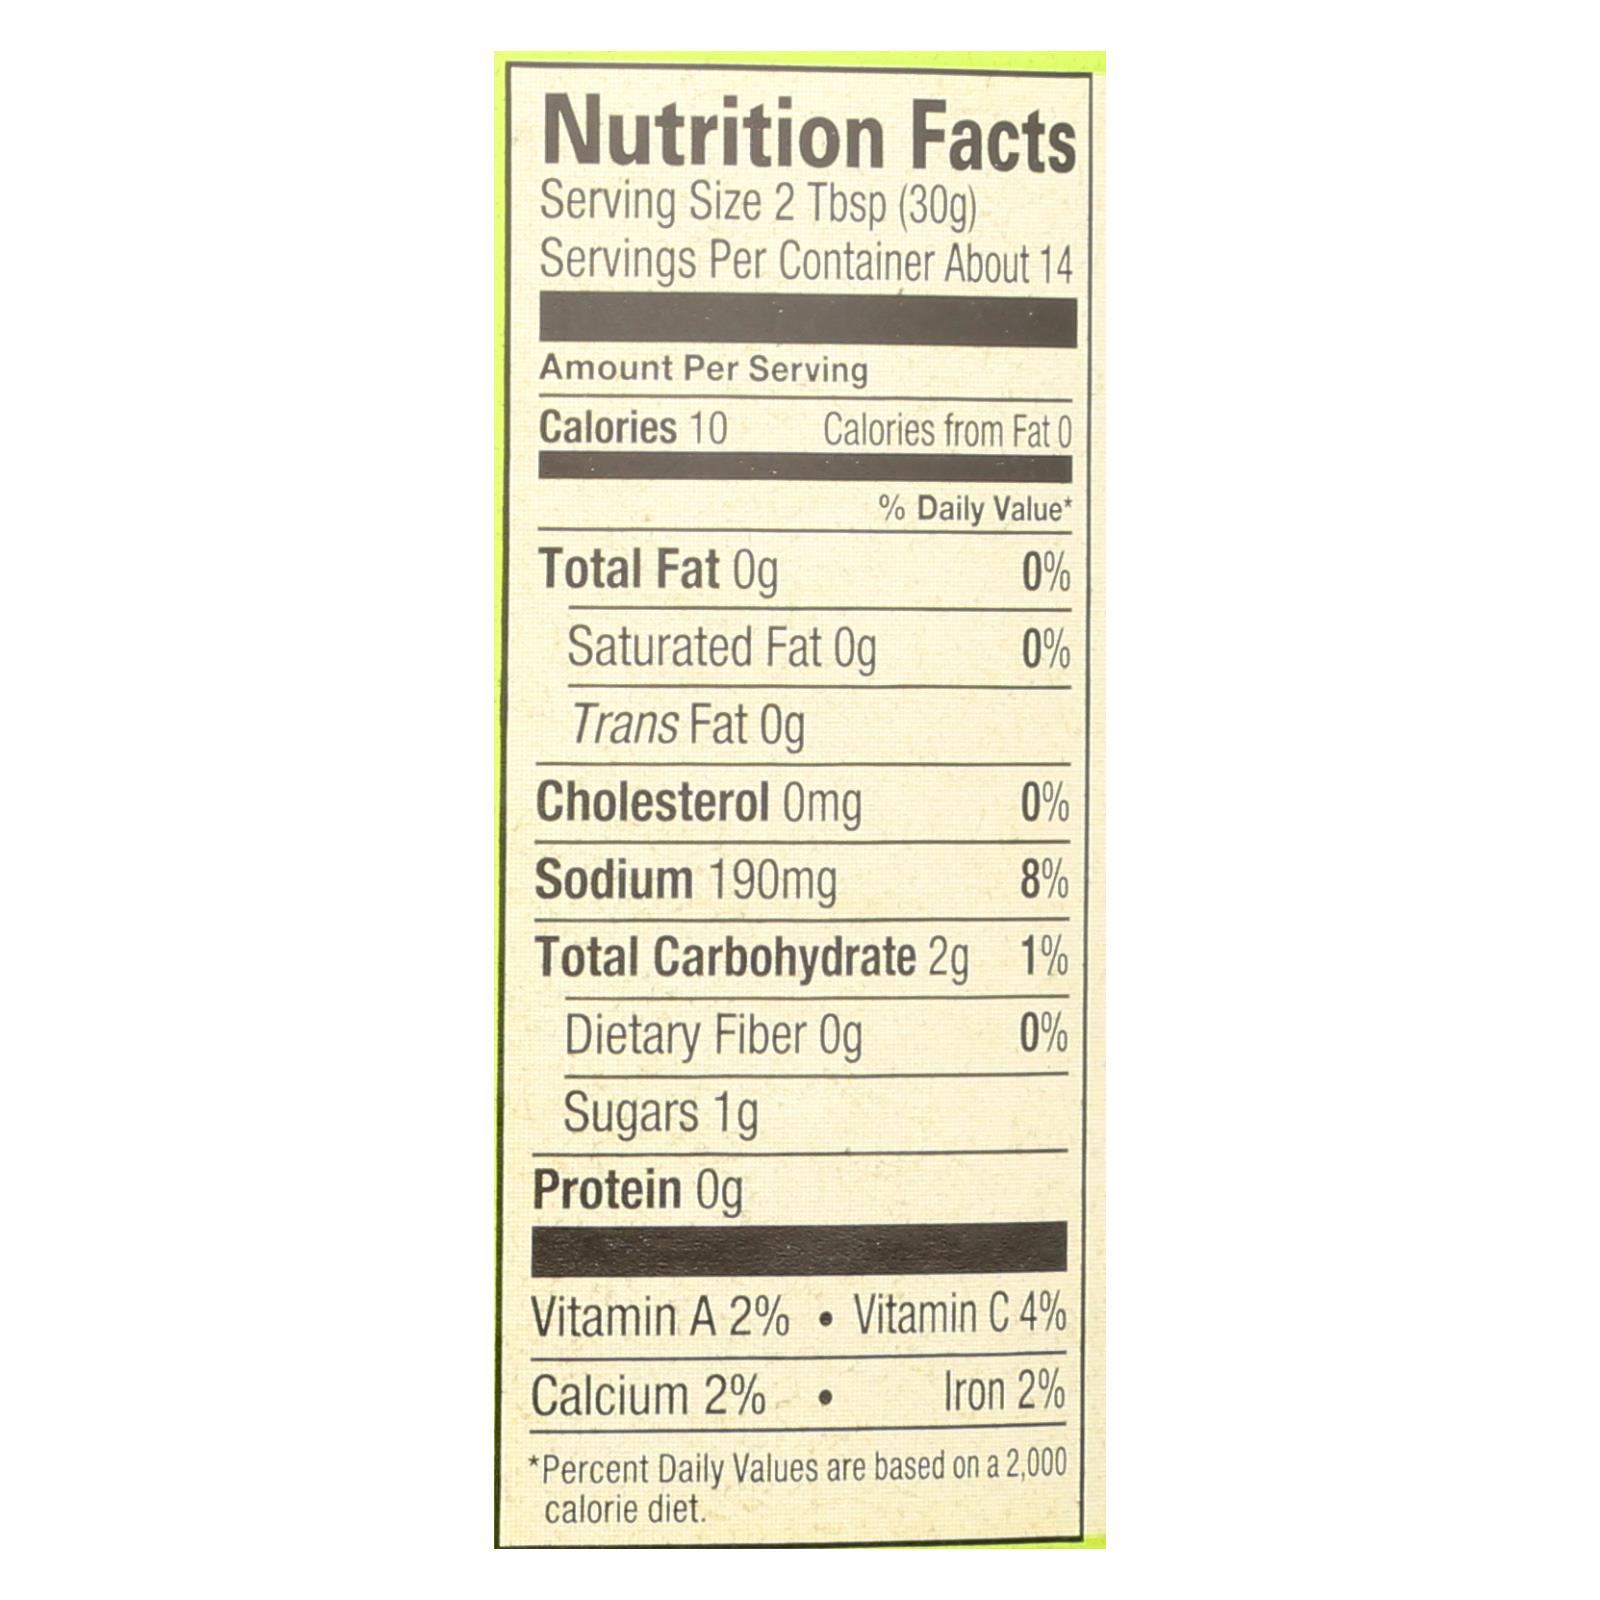 Nutrition Facts
Serving Size 2 Tbsp (30g)
Servings Per Container About 14
Amount Per Serving
Calories 10 Calories from Fat 0
% Daily Value*
Total Fat 0g 0%
Saturated Fat 0g 0%
Trans Fat 0g
Cholesterol 0mg 0%
Sodium 190mg 8%
Total Carbohydrate 2g 1%
Dietary Fiber 0g 0%
Sugars 1g
Protein 0g
Vitamin A 2% • Vitamin C 4%
Calcium 2% • Iron 2%
*Percent Daily Values are based on a 2,000
calorie diet.